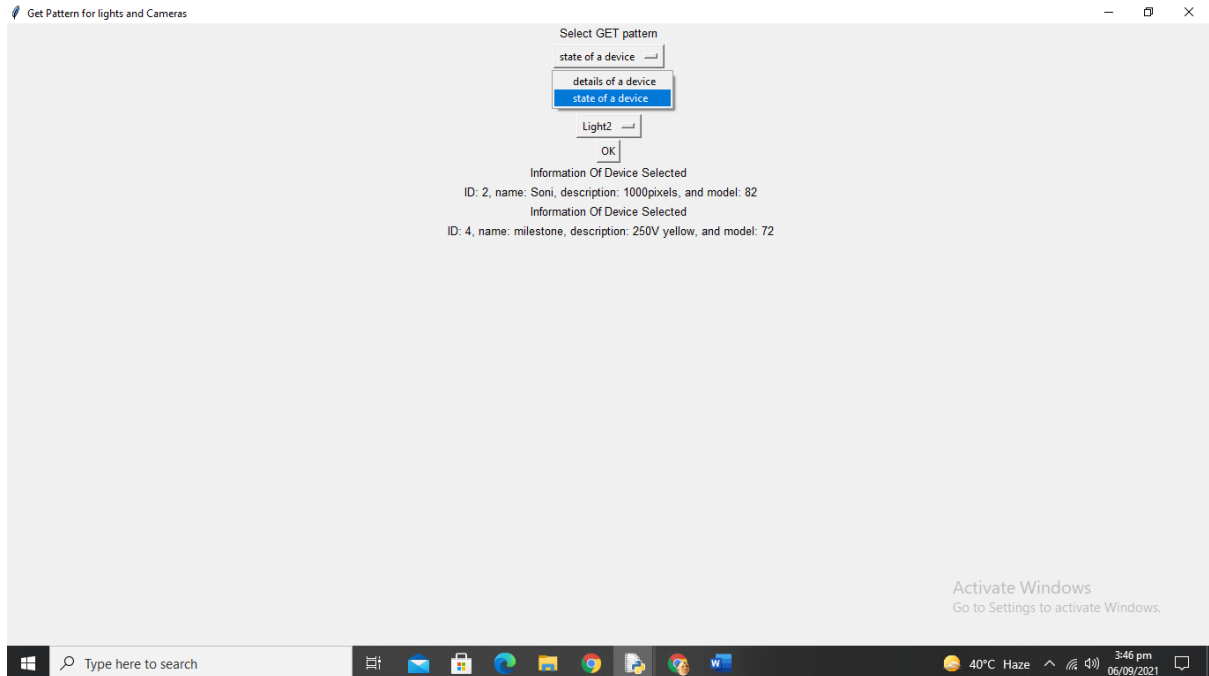 Get Pattern for lights and Cameras
Select GET pattern
state of a device
details of a device
state of a device
Light2
OK
Information Of Device Selected
ID: 2, name: Soni, description: 1000pixels, and model: 82
Information Of Device Selected
ID: 4, name: milestone, description: 250V yellow, and model: 72
Activate Windows
Go to Settings to activate Windows.
Type here to search
40°C Haze
3:46 pm
06/09/2021